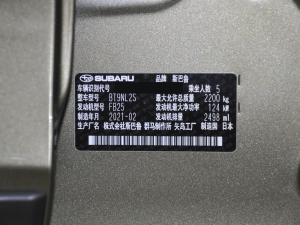 SUBARU 品牌 斯巴鲁
车辆识别代号 乘坐人数 5
整车型号 BT9NL2S 最大允许总质量 2200 kg
发动机型号 FB25 发动机最大净功率 124 kW
制造年月 2021-02 发动机排量 2498 ml
生产厂名 株式会社斯巴鲁 群马制作所 矢岛工厂 制造国 日本